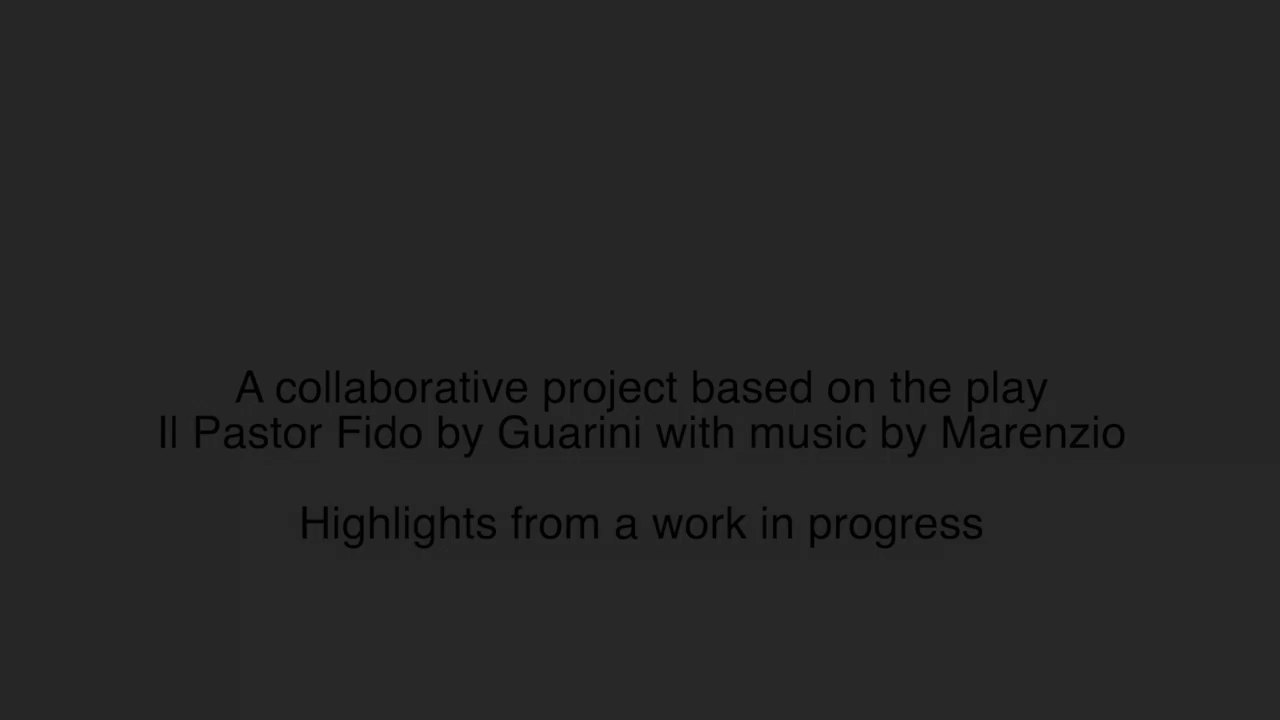 A collaborative project based on the play
Il Pastor Fido by Guarini with music by Marenzio
Highlights from a work in progress